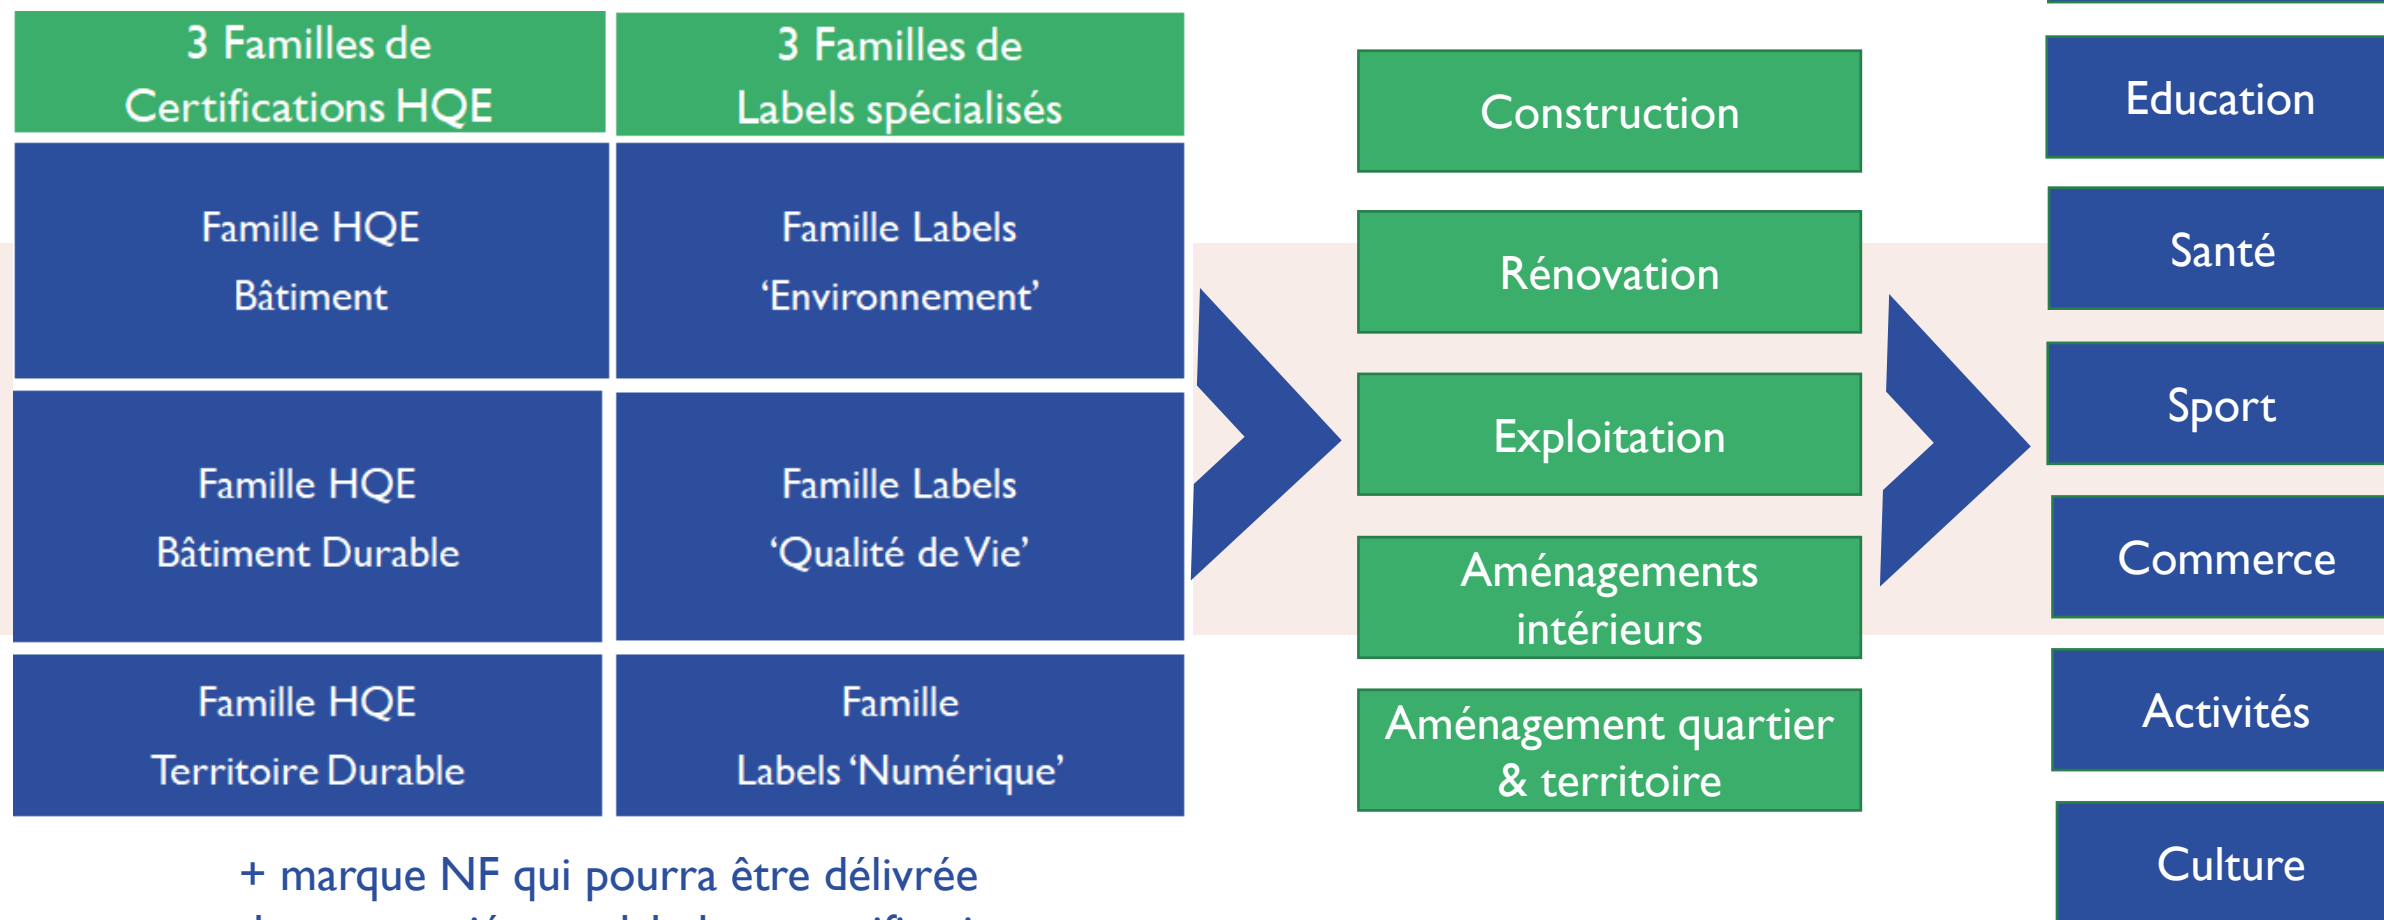 3 Familles de
Certifications HQE
3 Familles de
Labels spécialisés
Famille HQE
Bâtiment
Famille Labels
‘Environnement’
Famille HQE
Bâtiment Durable
Famille Labels
‘Qualité de Vie’
Famille HQE
Territoire Durable
Famille
Labels ‘Numérique’
+ marque NF qui pourra être délivrée
Construction
Rénovation
Exploitation
Aménagements
intérieurs
Aménagement quartier
& territoire
Education
Santé
Sport
Commerce
Activités
Culture